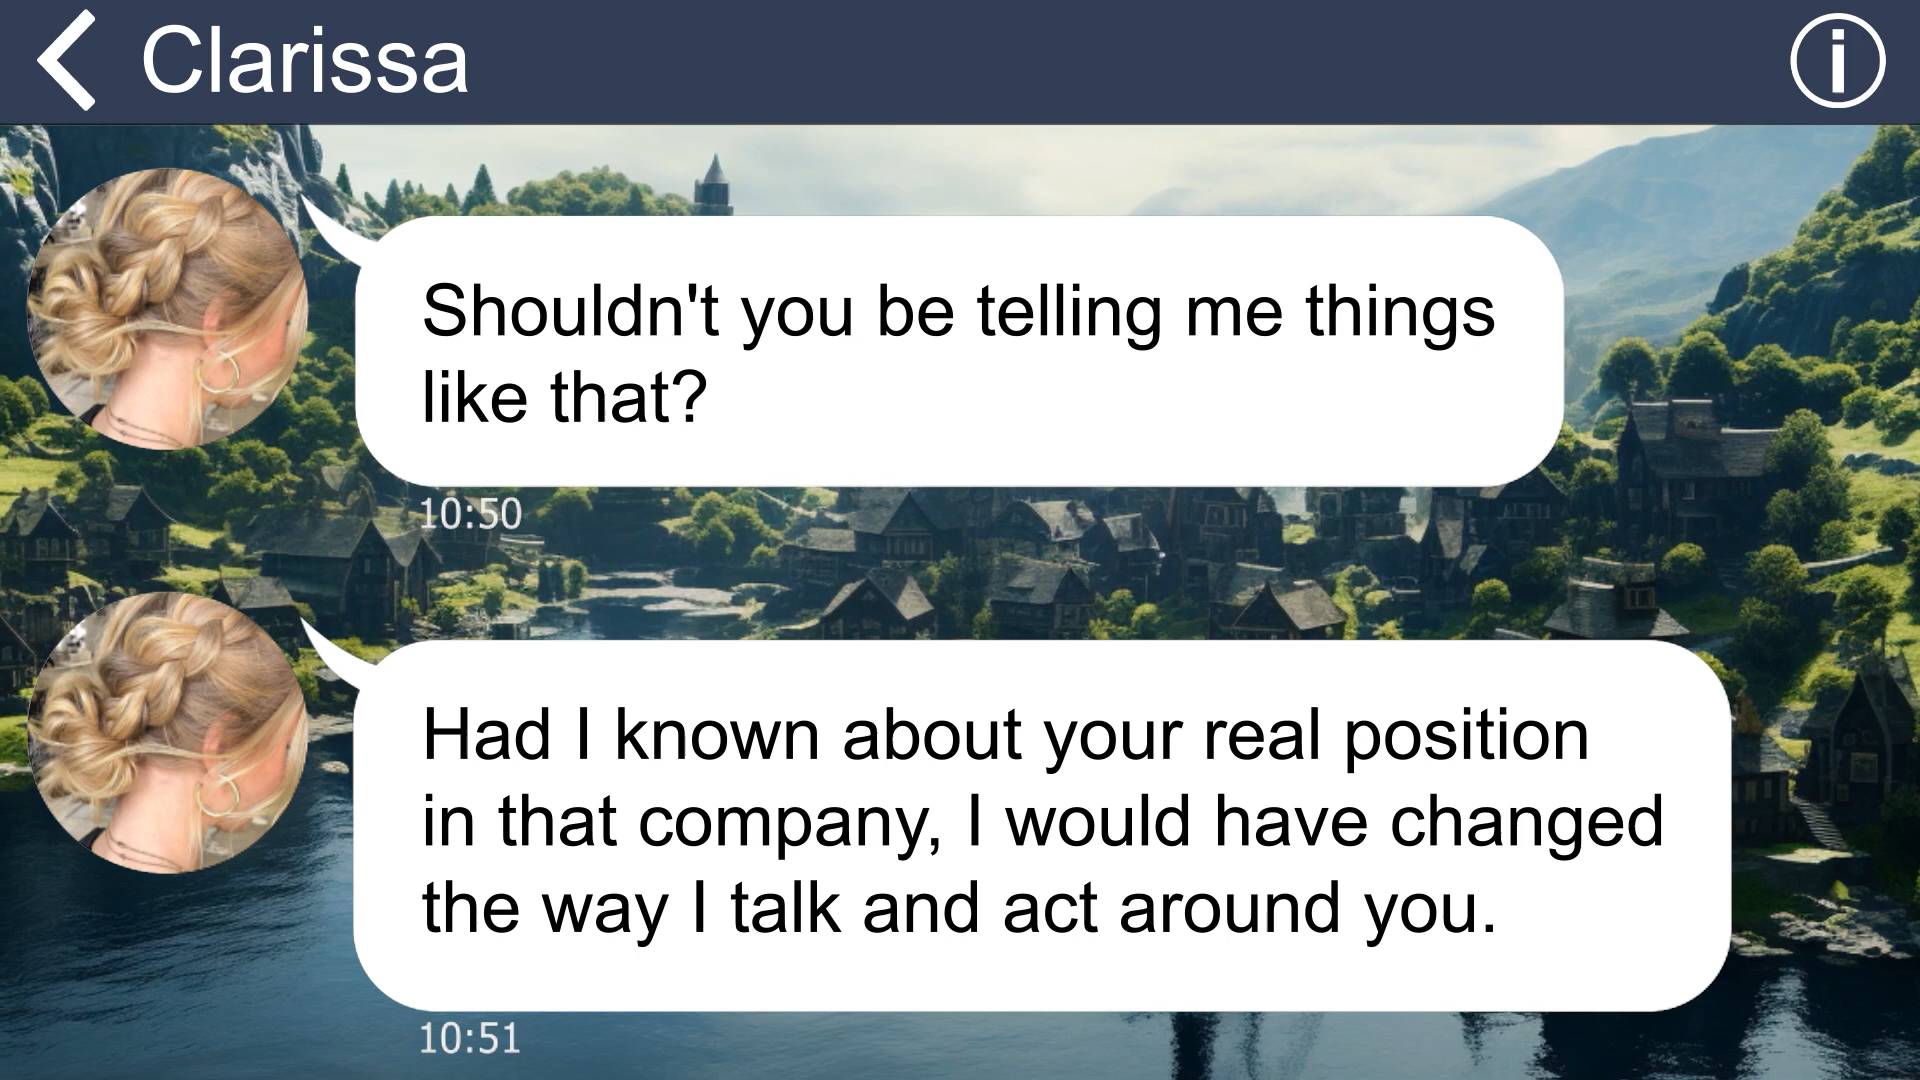 Clarissa
Shouldn't you be telling me things
like that?
10:50
Had I known about your real position
in that company, I would have changed
the way I talk and act around you.
10:51